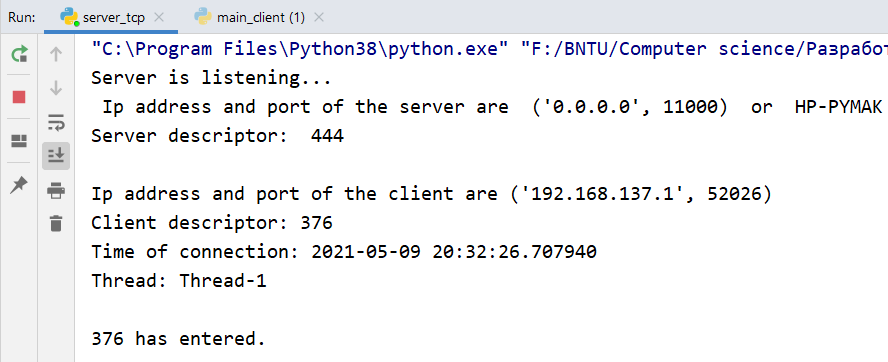 Run: server_tcp main_client (1)
"C:\Program Files\Python38\python.exe" "F:/BNTU/Computer science/Разработ
Server is listening...
Ip address and port of the server are  ('0.0.0.0', 11000)  or  HP-PYMAK
Server descriptor:  444
Ip address and port of the client are ('192.168.137.1', 52026)
Client descriptor: 376
Time of connection: 2021-05-09 20:32:26.707940
Thread: Thread-1
376 has entered.